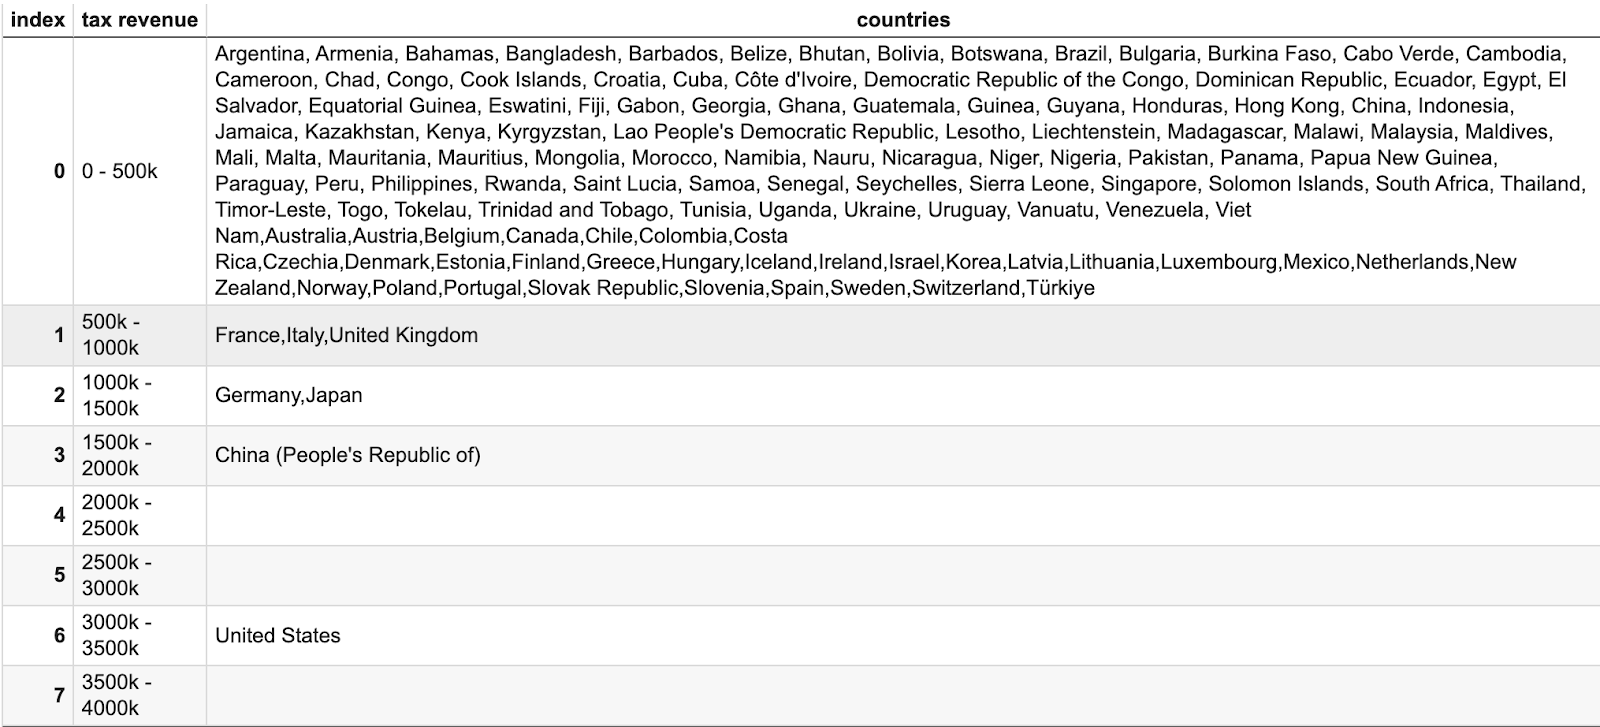 index tax revenue countries
Argentina, Armenia, Bahamas, Bangladesh, Barbados, Belize, Bhutan, Bolivia, Botswana, Brazil, Bulgaria, Burkina Faso, Cabo Verde, Cambodia,
Cameroon, Chad, Congo, Cook Islands, Croatia, Cuba, Côte d'Ivoire, Democratic Republic of the Congo, Dominican Republic, Ecuador, Egypt, El
Salvador, Equatorial Guinea, Eswatini, Fiji, Gabon, Georgia, Ghana, Guatemala, Guinea, Guyana, Honduras, Hong Kong, China, Indonesia,
Jamaica, Kazakhstan, Kenya, Kyrgyzstan, Lao People's Democratic Republic, Lesotho, Liechtenstein, Madagascar, Malawi, Malaysia, Maldives,
0 0 - 500k Mali, Malta, Mauritania, Mauritius, Mongolia, Morocco, Namibia, Nauru, Nicaragua, Niger, Nigeria, Pakistan, Panama, Papua New Guinea,
Paraguay, Peru, Philippines, Rwanda, Saint Lucia, Samoa, Senegal, Seychelles, Sierra Leone, Singapore, Solomon Islands, South Africa, Thailand,
Timor-Leste, Togo, Tokelau, Trinidad and Tobago, Tunisia, Uganda, Ukraine, Uruguay, Vanuatu, Venezuela, Viet
Nam,Australia,Austria,Belgium,Canada,Chile,Colombia,Costa
Rica,Czechia,Denmark,Estonia,Finland,Greece,Hungary,Iceland,Ireland,Israel,Korea,Latvia,Lithuania,Luxembourg,Mexico,Netherlands,New
Zealand,Norway,Poland,Portugal,Slovak Republic,Slovenia,Spain,Sweden,Switzerland,Türkiye
1 500k -
1000k France,Italy,United Kingdom
2 1000k -
1500k Germany,Japan
3 1500k -
2000k China (People's Republic of)
4 2000k -
2500k
5 2500k -
3000k
6 3000k -
3500k United States
7 3500k -
4000k